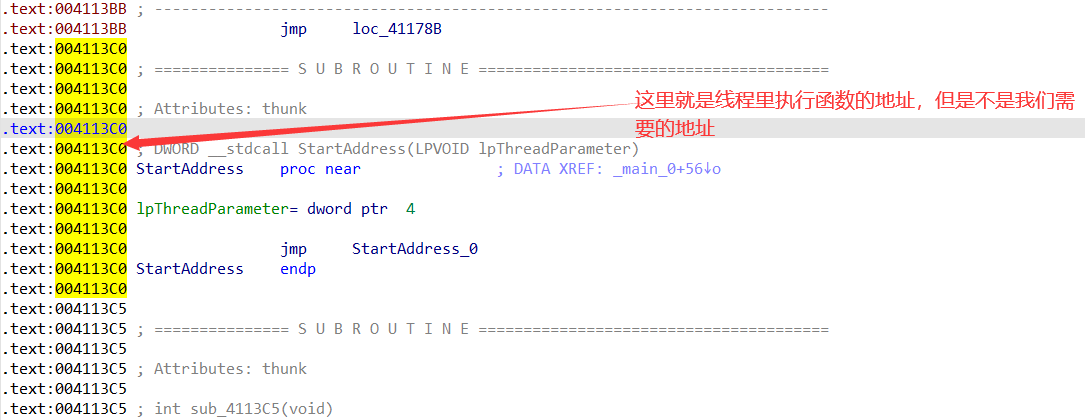 .text:004113BB ; ---------------------------------------------------------------------------
.text:004113BB                 jmp     loc_41178B
.text:004113C0
.text:004113C0 ; =============== S U B R O U T I N E =======================================
.text:004113C0
.text:004113C0 ; Attributes: thunk
.text:004113C0
.text:004113C0 ; DWORD __stdcall StartAddress(LPVOID lpThreadParameter)
.text:004113C0 StartAddress    proc near               ; DATA XREF: _main_0+56↓o
.text:004113C0
.text:004113C0 lpThreadParameter= dword ptr  4
.text:004113C0
.text:004113C0                 jmp     StartAddress_0
.text:004113C0 StartAddress    endp
.text:004113C0
.text:004113C5
.text:004113C5 ; =============== S U B R O U T I N E =======================================
.text:004113C5
.text:004113C5 ; Attributes: thunk
.text:004113C5
.text:004113C5 ; int sub_4113C5(void)
这里就是线程里执行函数的地址，但是不是我们需
要的地址